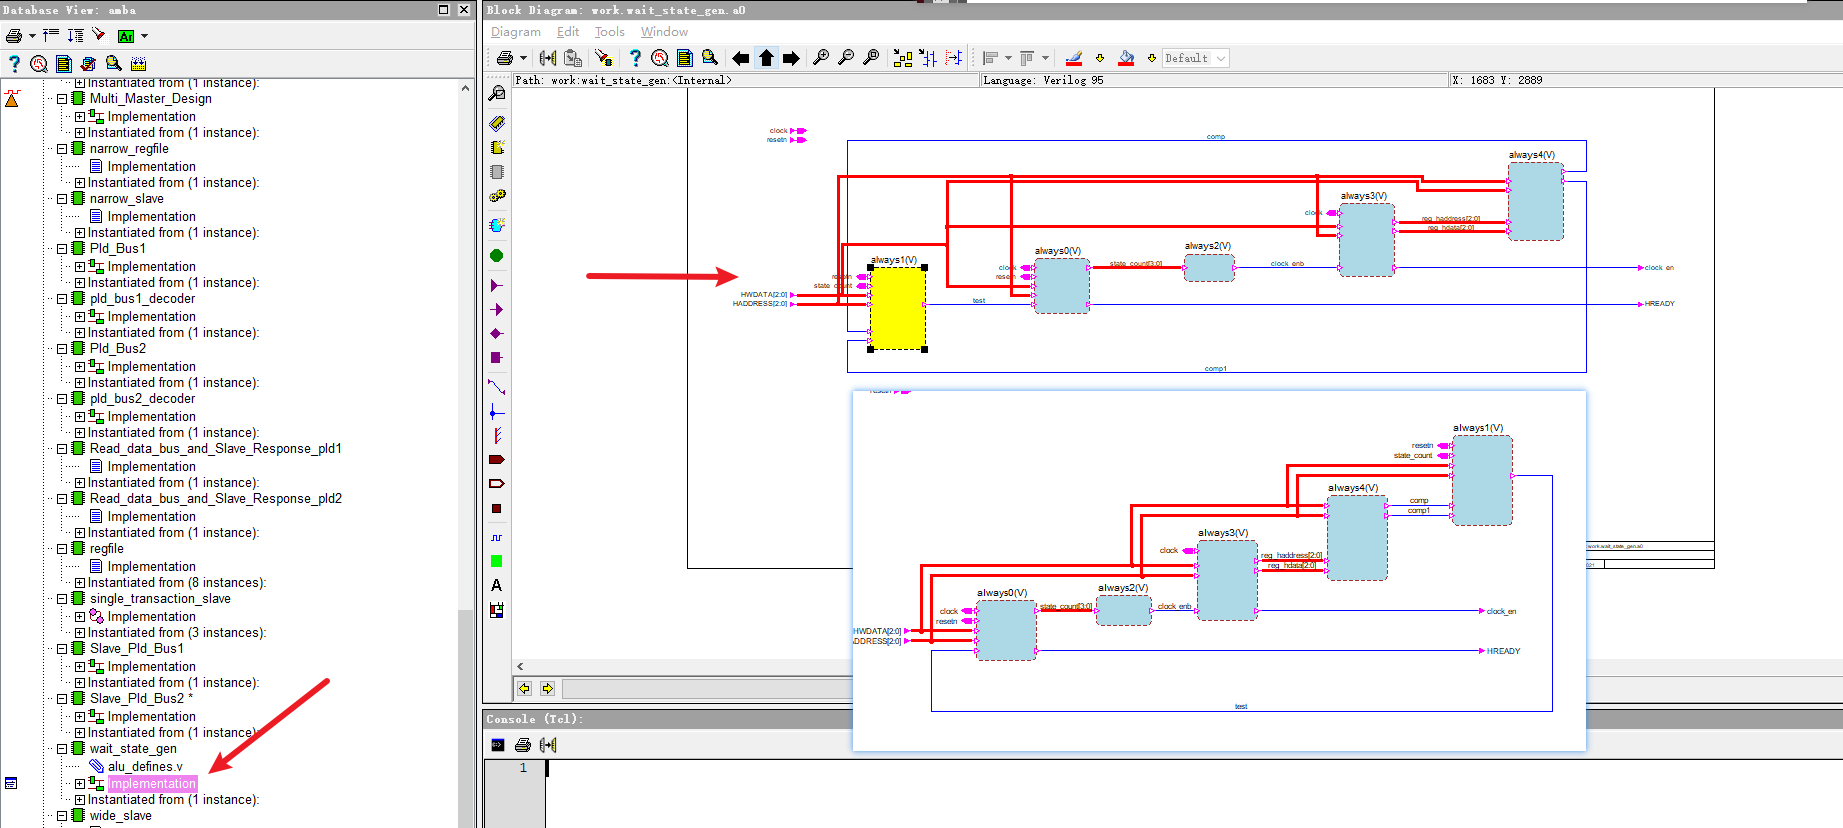 Database View: amba
Instantiated from (1 instance):
Multi_Master_Design
Implementation
Instantiated from (1 instance):
narrow_regfile
Implementation
Instantiated from (1 instance):
narrow_slave
Implementation
Instantiated from (1 instance):
Pld_Bus1
Implementation
Instantiated from (1 instance):
pld_bus1_decoder
Implementation
Instantiated from (1 instance):
Pld_Bus2
Implementation
Instantiated from (1 instance):
pld_bus2_decoder
Implementation
Instantiated from (1 instance):
Read_data_bus_and_Slave_Response_pld1
Implementation
Instantiated from (1 instance):
Read_data_bus_and_Slave_Response_pld2
Implementation
Instantiated from (1 instance):
regfile
Implementation
Instantiated from (8 instances):
single_transaction_slave
Implementation
Instantiated from (3 instances):
Slave_Pld_Bus1
Implementation
Instantiated from (1 instance):
Slave_Pld_Bus2 *
Implementation
Instantiated from (1 instance):
wait_state_gen
alu_defines.v
Implementation
Instantiated from (1 instance):
wide_slave
Block Diagram: work.wait_state_gen.a0
Diagram Edit Tools Window
Default
Path: work:wait_state_gen:<Internal>
Language: Verilog 95
X: 1683 Y: 2889
clock
resetn
comp
always4(V)
always3(V)
clock
reg_haddress[2:0]
reg_hdata[2:0]
always2(V)
always0(V)
always1(V)
clock
resetn
state_count[3:0]
clock_enb
clock_en
resetn
state_count
HWDATA[2:0]
HADDRESS[2:0]
test
HREADY
comp1
resetn
always1(V)
resetn
state_count
always4(V)
comp
comp1
always3(V)
clock
reg_haddress[2:0]
reg_hdata[2:0]
always2(V)
always0(V)
clock
resetn
state_count[3:0]
clock_enb
clock_en
HWDATA[2:0]
ADDRESS[2:0]
HREADY
test
work.wait_state_gen.a0
Console (Tcl):
1